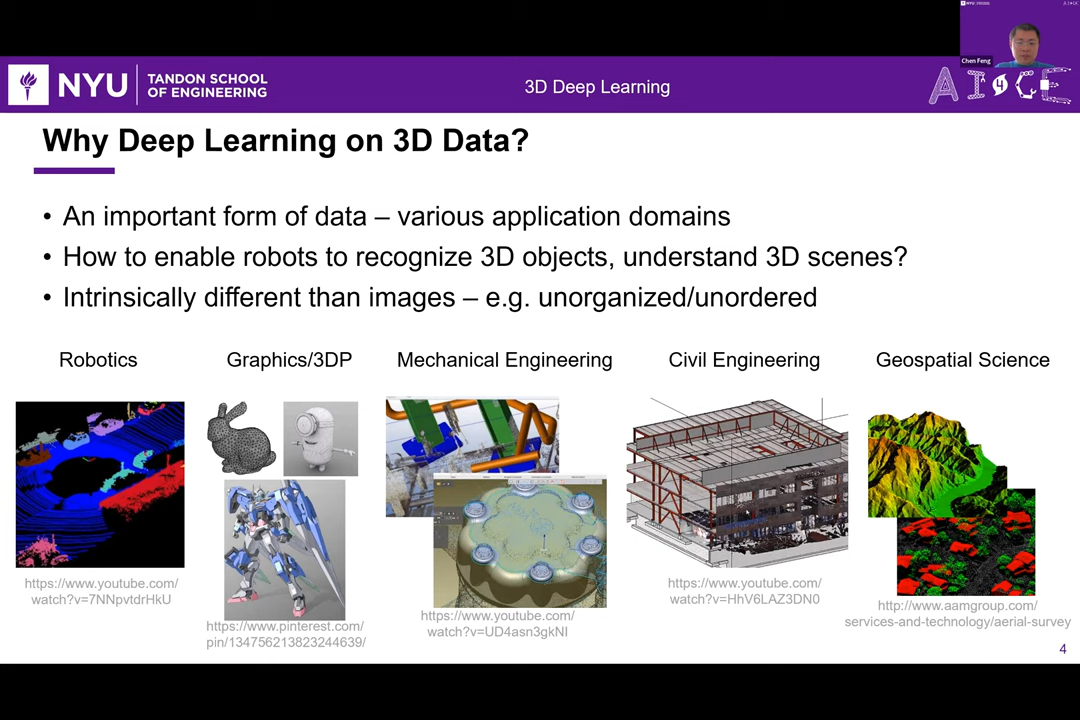 NYU
TANDON SCHOOL
OF ENGINEERING
3D Deep Learning
Chen Feng
AI4CE
Why Deep Learning on 3D Data?
• An important form of data – various application domains
• How to enable robots to recognize 3D objects, understand 3D scenes?
• Intrinsically different than images – e.g. unorganized/unordered
Robotics
Graphics/3DP
Mechanical Engineering
Civil Engineering
Geospatial Science
https://www.youtube.com/
watch?v=7NNpvtdrHkU
https://www.pinterest.com/
pin/134756213823244639/
https://www.youtube.com/
watch?v=UD4asn3gkNI
https://www.youtube.com/
watch?v=HhV6LAZ3DN0
http://www.aamgroup.com/
services-and-technology/aerial-survey
4